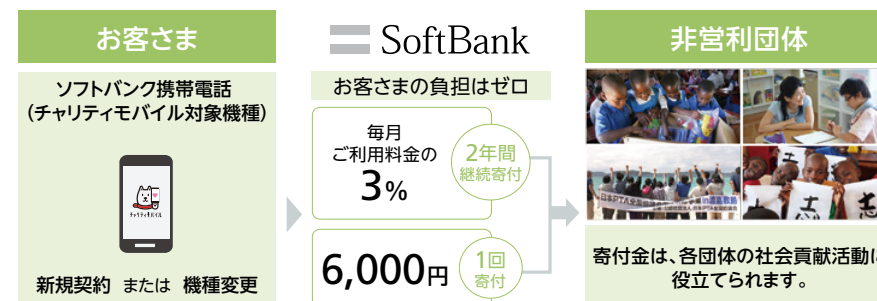 お客さま
ソフトバンク携帯電話
（チャリティモバイル対象機種）
チャリティモバイル
新規契約 または 機種変更
SoftBank
お客さまの負担はゼロ
毎月
ご利用料金の
3%
2年間
継続寄付
6,000円
1回
寄付
非営利団体
志
寄付金は、各団体の社会貢献活動に
役立てられます。